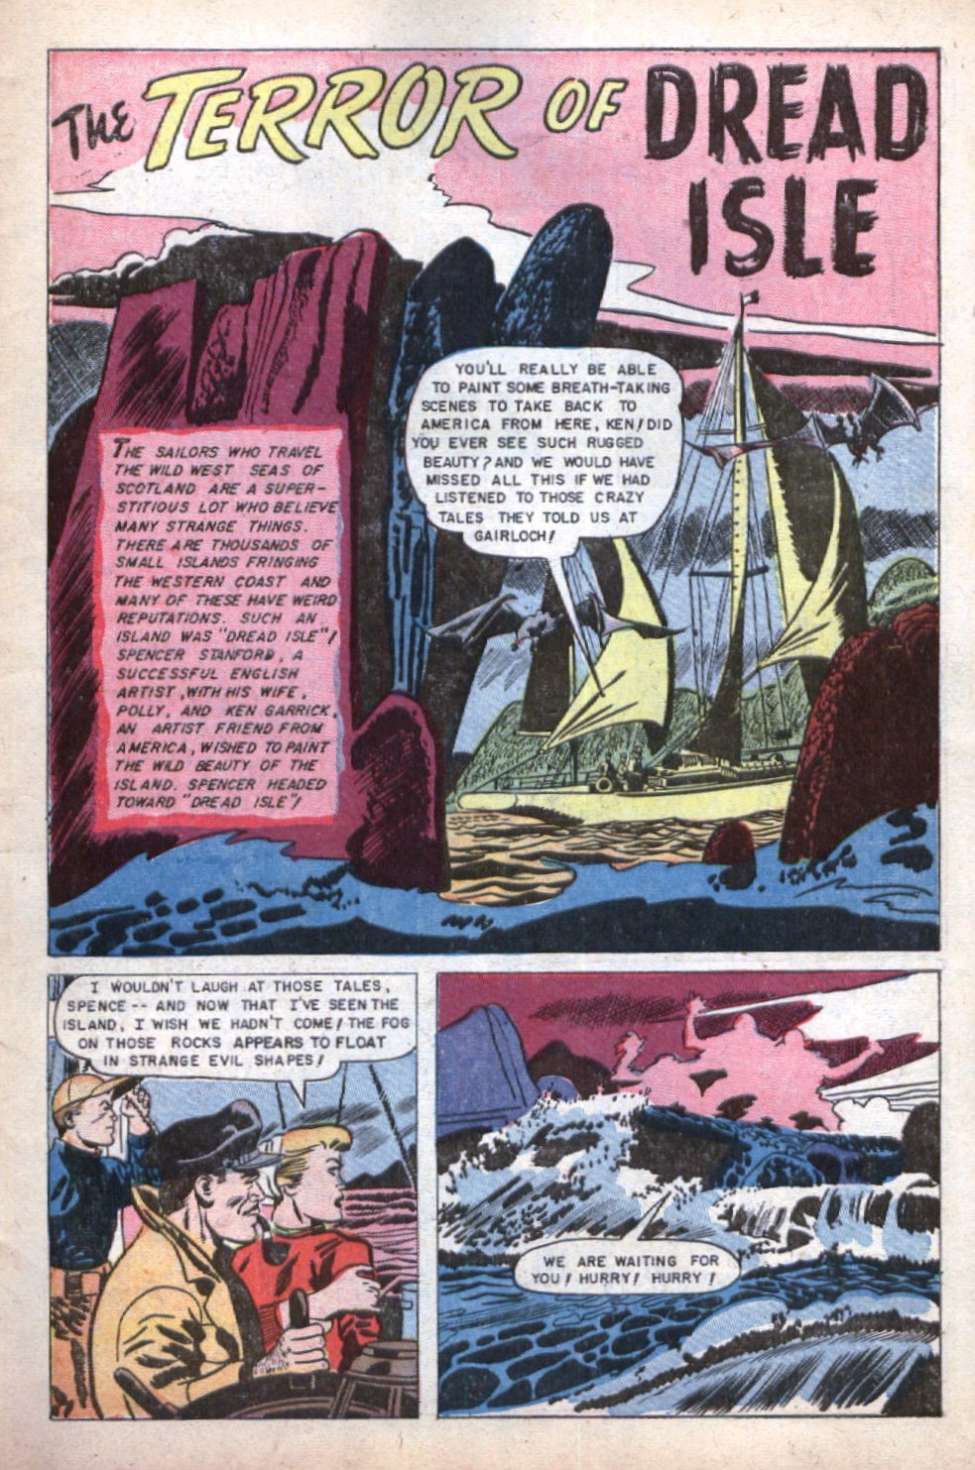 THE TERROR OF DREAD
ISLE
THE SAILORS WHO TRAVEL
THE WILD WEST SEAS OF
SCOTLAND ARE A SUPER-
STITIOUS LOT WHO BELIEVE
MANY STRANGE THINGS.
THERE ARE THOUSANDS OF
SMALL ISLANDS FRINGING
THE WESTERN COAST AND
MANY OF THESE HAVE WEIRD
REPUTATIONS. SUCH AN
ISLAND WAS "DREAD ISLE"!
SPENCER STANFORD, A
SUCCESSFUL ENGLISH
ARTIST, WITH HIS WIFE,
POLLY, AND KEN GARRICK,
AN ARTIST FRIEND FROM
AMERICA, WISHED TO PAINT
THE WILD BEAUTY OF THE
ISLAND. SPENCER HEADED
TOWARD "DREAD ISLE"!
YOU'LL REALLY BE ABLE
TO PAINT SOME BREATH-TAKING
SCENES TO TAKE BACK TO
AMERICA FROM HERE, KEN! DID
YOU EVER SEE SUCH RUGGED
BEAUTY? AND WE WOULD HAVE
MISSED ALL THIS IF WE HAD
LISTENED TO THOSE CRAZY
TALES THEY TOLD US AT
GAIRLOCH!
I WOULDN'T LAUGH AT THOSE TALES,
SPENCE -- AND NOW THAT I'VE SEEN THE
ISLAND, I WISH WE HADN'T COME! THE FOG
ON THOSE ROCKS APPEARS TO FLOAT
IN STRANGE EVIL SHAPES!
WE ARE WAITING FOR
YOU! HURRY! HURRY!